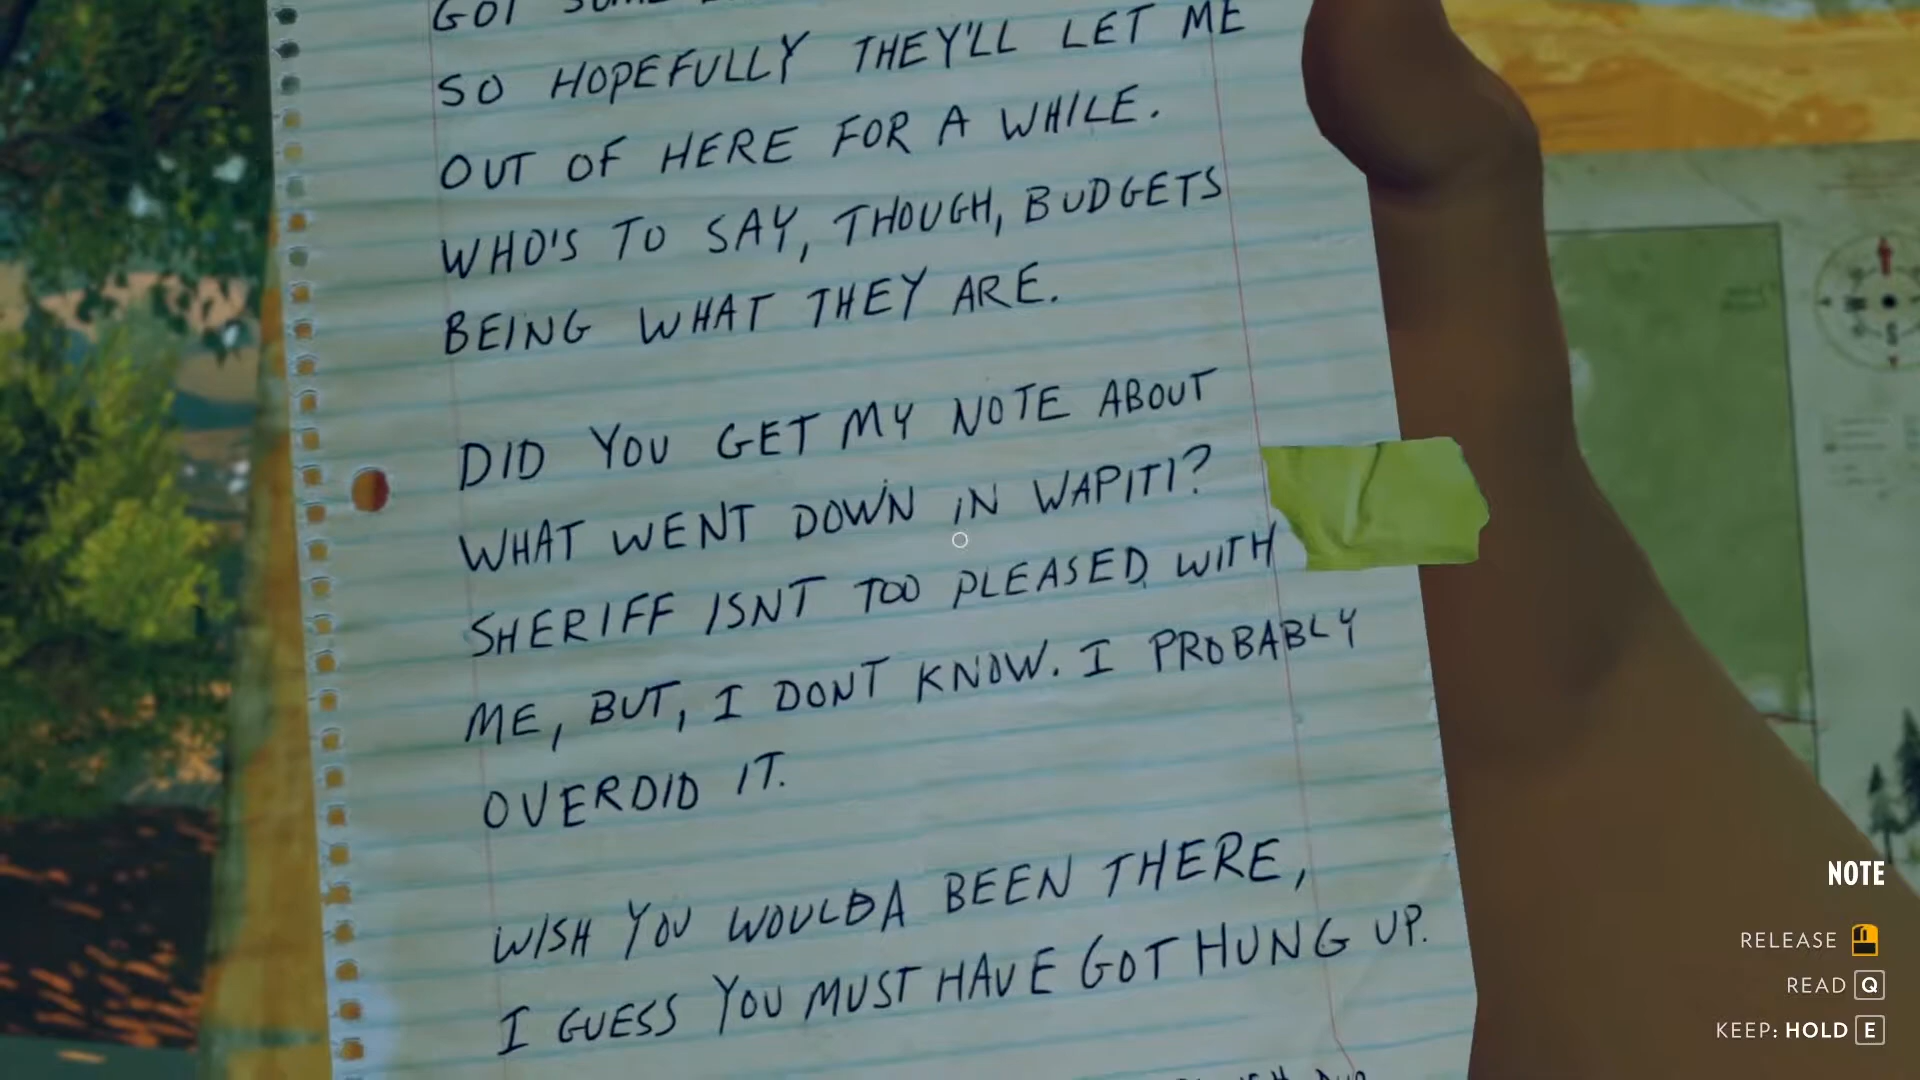 GOT SOME
SO HOPEFULLY THEY'LL LET ME
OUT OF HERE FOR A WHILE.
WHO'S TO SAY, THOUGH, BUDGETS
BEING WHAT THEY ARE.
DID YOU GET MY NOTE ABOUT
WHAT WENT DOWN IN WAPITI?
SHERIFF ISNT TOO PLEASED WITH
ME, BUT, I DONT KNOW. I PROBABLY
OVERDID IT.
WISH YOU WOULDA BEEN THERE,
I GUESS YOU MUST HAVE GOT HUNG UP.
S
NOTE
RELEASE
READ Q
KEEP: HOLD E